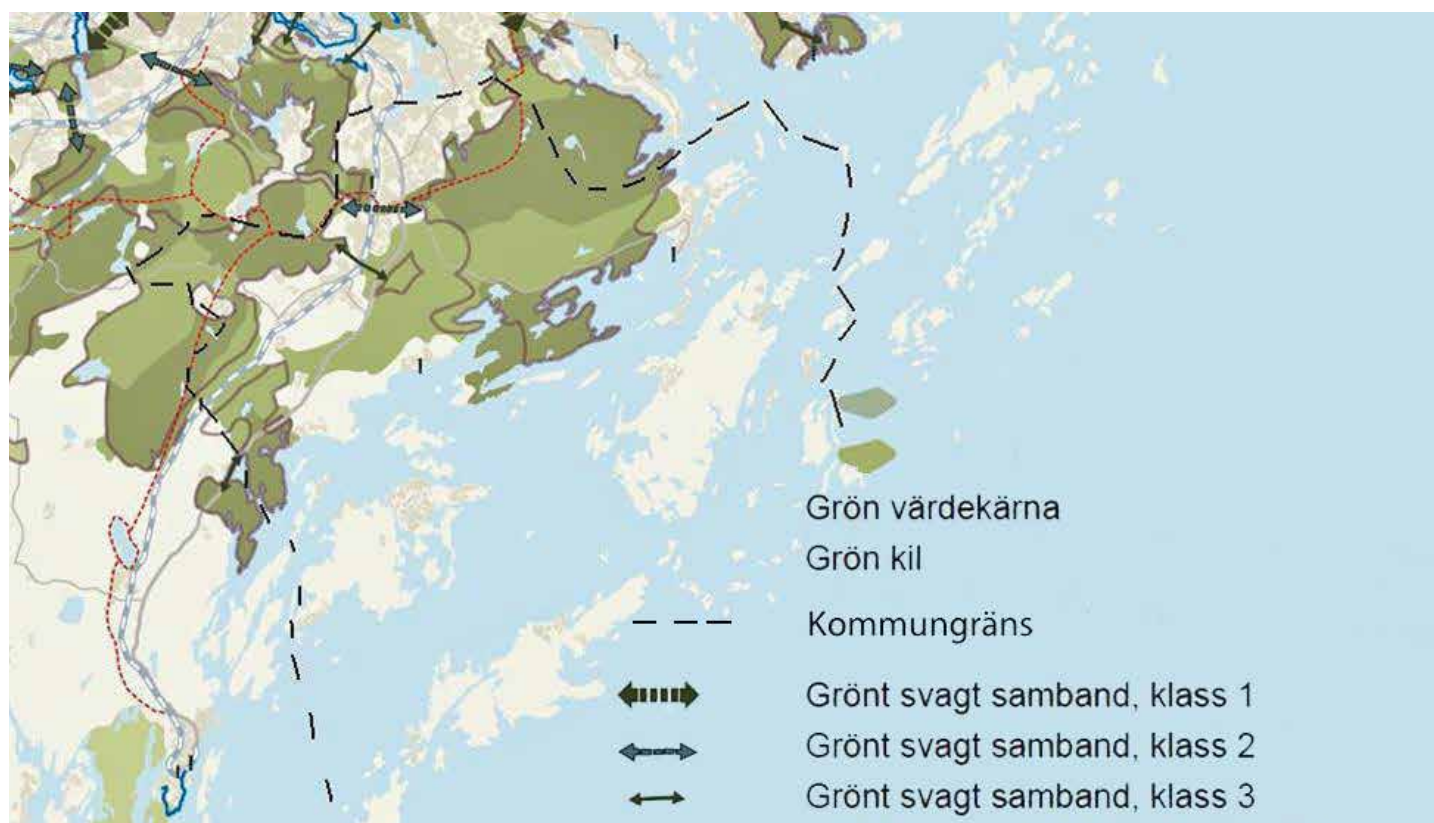 Grön värdekärna
Grön kil
Kommungräns
Grönt svagt samband, klass 1
Grönt svagt samband, klass 2
Grönt svagt samband, klass 3